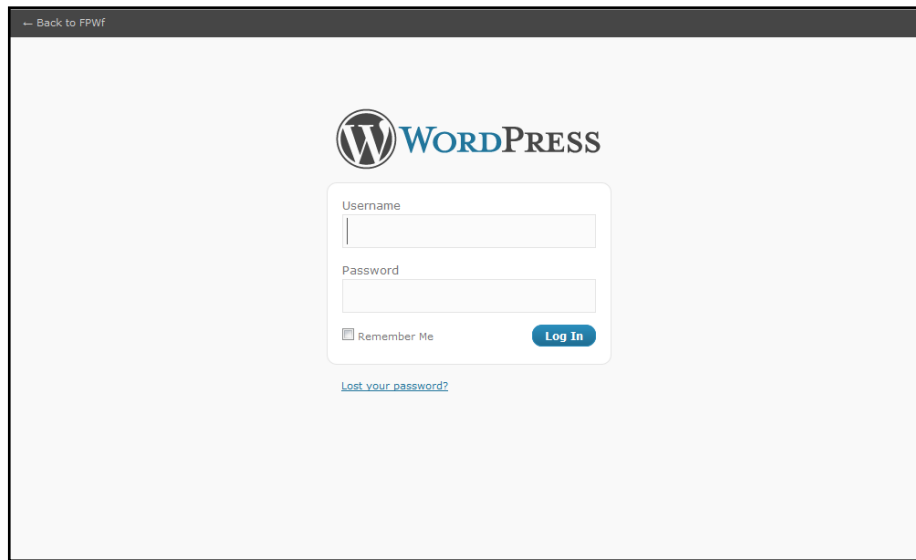 ← Back to FPWf
WORDPRESS
Username
Password
Remember Me
Log In
Lost your password?